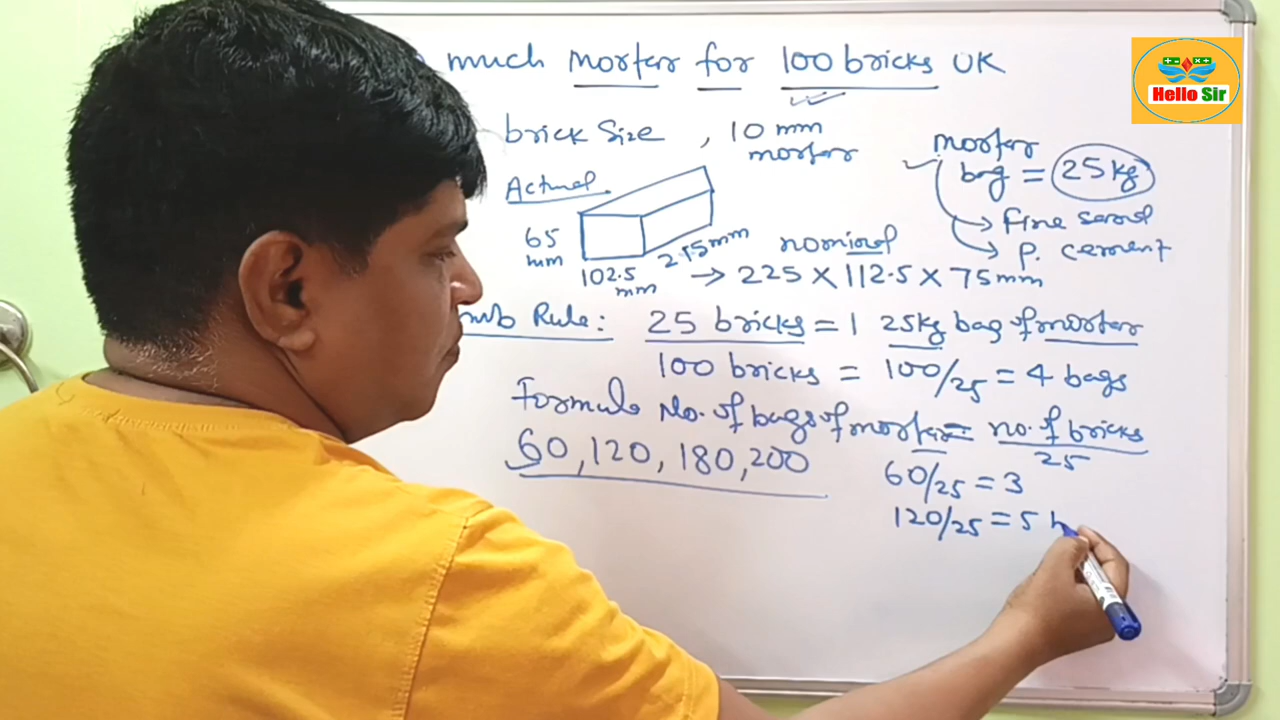 much mortar for 100 bricks UK
Hello Sir
brick Size , 10 mm
mortar
mortar
bag = 25 kg
Actual
fine sand
P. cement
65
mm
102.5
mm
215 mm
nominal
→ 225 X 112.5 X 75 mm
mb Rule: 25 bricks = 1 25kg bag of mortar
100 bricks = 100/25 = 4 bags
Formula No. of bags of mortar = no. of bricks
25
60, 120, 180, 200
60/25 = 3
120/25 = 5 b